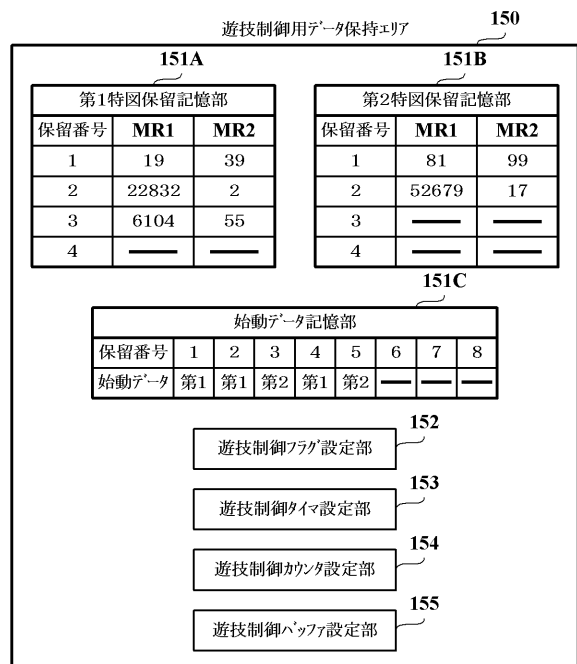 遊技制御用データ保持エリア
150
151A
第1特図保留記憶部
保留番号 MR1 MR2
1 19 39
2 22832 2
3 6104 55
4 ― ―
151B
第2特図保留記憶部
保留番号 MR1 MR2
1 81 99
2 52679 17
3 ― ―
4 ― ―
151C
始動データ記憶部
保留番号 1 2 3 4 5 6 7 8
始動データ 第1 第1 第2 第1 第2 ― ― ―
152
遊技制御フラグ設定部
153
遊技制御タイマ設定部
154
遊技制御カウンタ設定部
155
遊技制御バッファ設定部